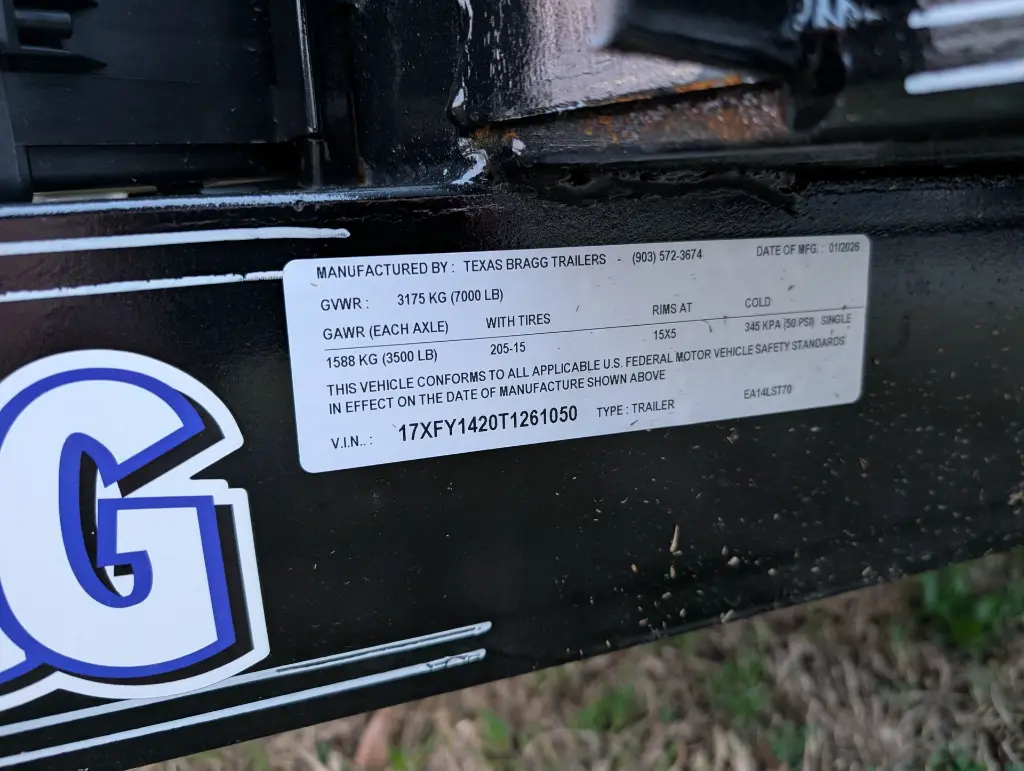 MANUFACTURED BY : TEXAS BRAGG TRAILERS - (903) 572-3674 DATE OF MFG. : 01/2026
GVWR : 3175 KG (7000 LB)
GAWR (EACH AXLE) WITH TIRES RIMS AT COLD
1588 KG (3500 LB) 205-15 15X5 345 KPA (50 PSI) SINGLE
THIS VEHICLE CONFORMS TO ALL APPLICABLE U.S. FEDERAL MOTOR VEHICLE SAFETY STANDARDS
IN EFFECT ON THE DATE OF MANUFACTURE SHOWN ABOVE
V.I.N.. : 17XFY1420T1261050 TYPE : TRAILER EA14LST70
G